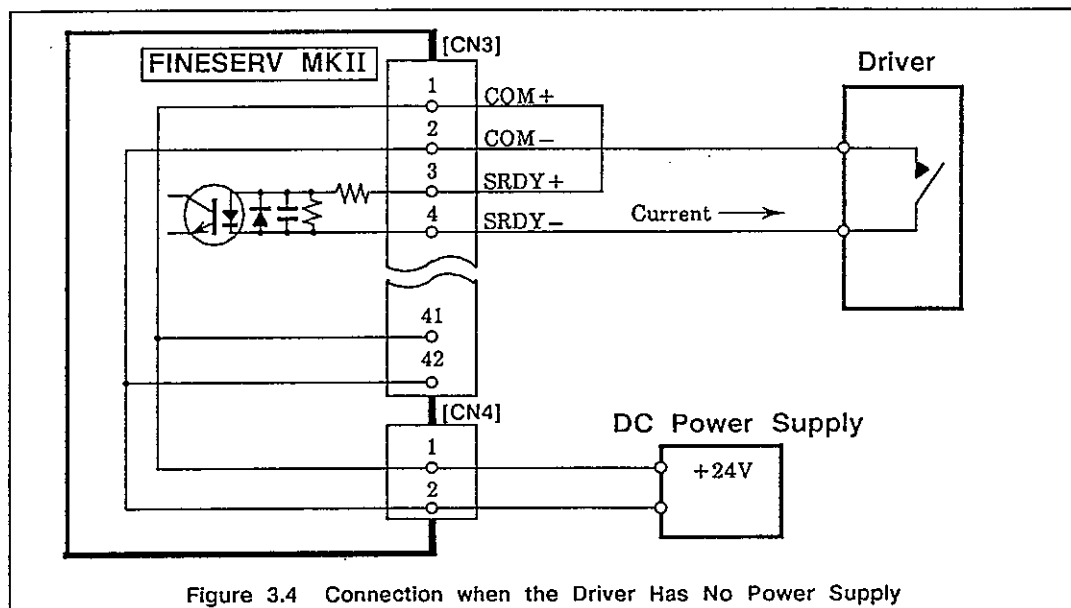 [CN3]
FINESERV MKII
Driver
1
COM+
2
COM−
3
SRDY+
4
SRDY−
Current
41
42
[CN4]
DC Power Supply
1
+24V
2
Figure 3.4 Connection when the Driver Has No Power Supply